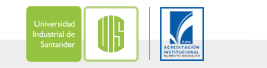 Universidad
Industrial de
Santander
UIS
ACREDITACIÓN
INSTITUCIONAL